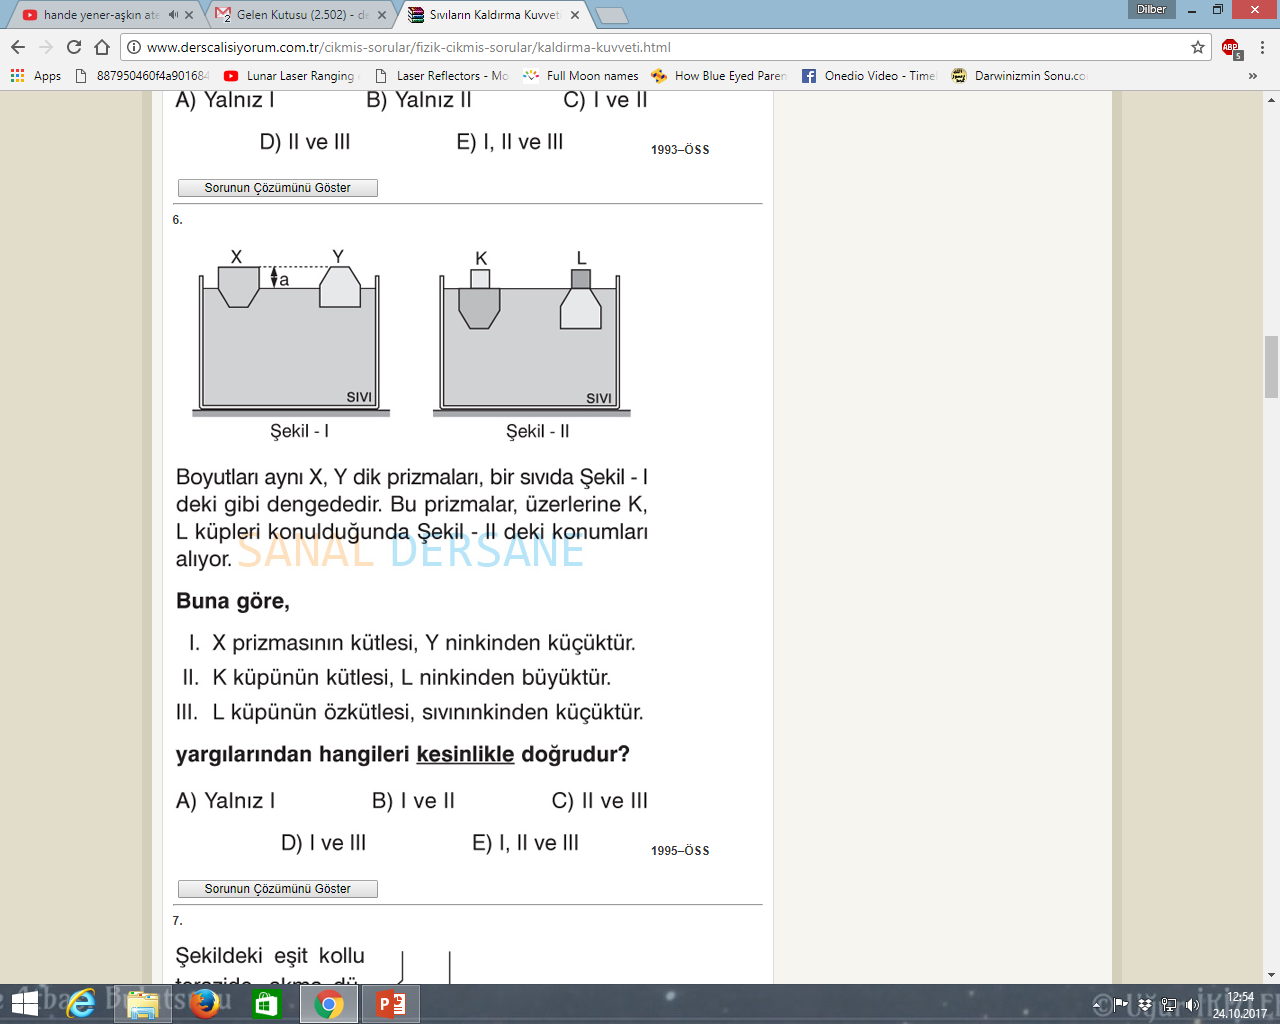 hande yener-aşkın ate
Gelen Kutusu (2.502) - de
Sıvıların Kaldırma Kuvveti
Dilber
www.derscalisiyorum.com.tr/cikmis-sorular/fizik-cikmis-sorular/kaldirma-kuvveti.html
ABP
5
Apps
887950460f4a901684
Lunar Laser Ranging
Laser Reflectors - Mo
Full Moon names
How Blue Eyed Paren
Onedio Video - Timel
Darwinizmin Sonu.co
»
A) Yalnız I B) Yalnız II C) I ve II
D) II ve III E) I, II ve III 1993–ÖSS
Sorunun Çözümünü Göster
6.
X Y K L
a
SIVI SIVI
Şekil - I Şekil - II
Boyutları aynı X, Y dik prizmaları, bir sıvıda Şekil - I
deki gibi dengededir. Bu prizmalar, üzerlerine K,
L küpleri konulduğunda Şekil - II deki konumları
alıyor.
SANAL DERSANE
Buna göre,
I. X prizmasının kütlesi, Y ninkinden küçüktür.
II. K küpünün kütlesi, L ninkinden büyüktür.
III. L küpünün özkütlesi, sıvınınkinden küçüktür.
yargılarından hangileri kesinlikle doğrudur?
A) Yalnız I B) I ve II C) II ve III
D) I ve III E) I, II ve III 1995–ÖSS
Sorunun Çözümünü Göster
7.
Şekildeki eşit kollu
12:54
24.10.2017